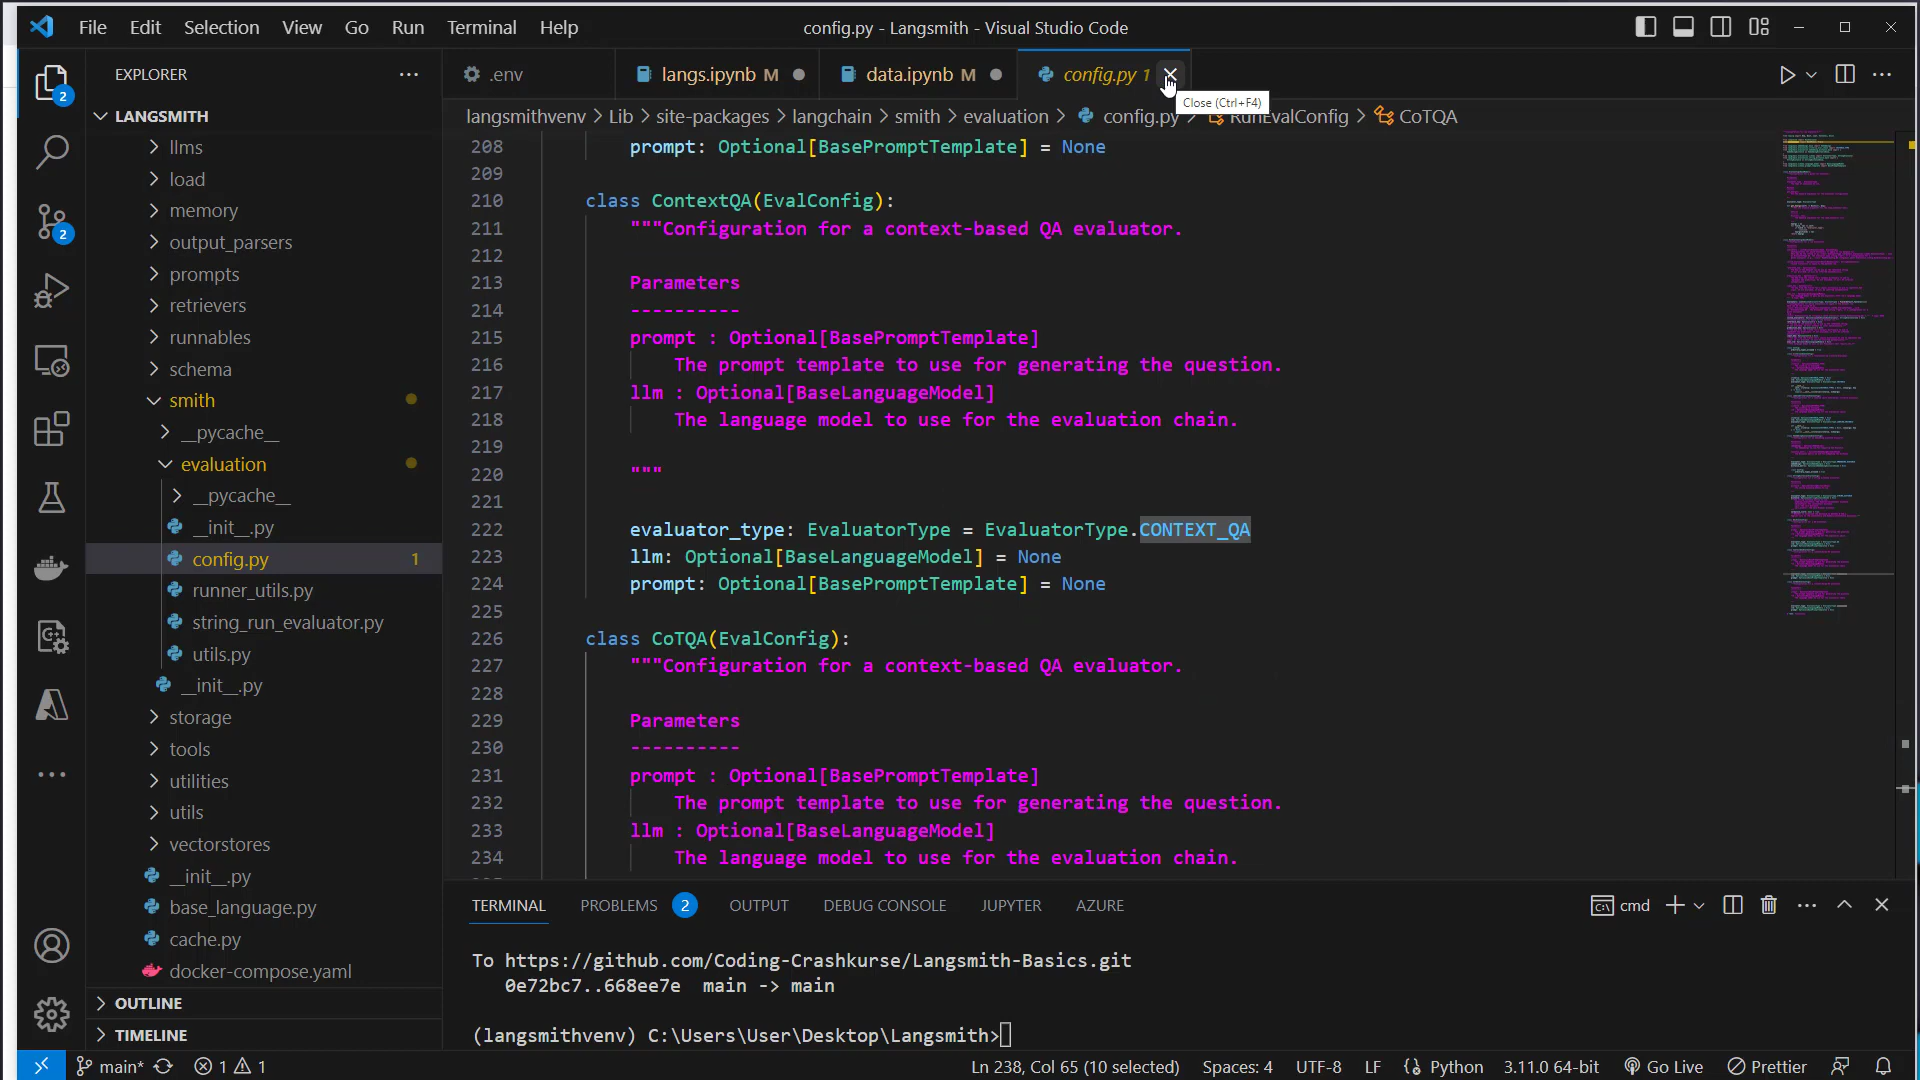 File Edit Selection View Go Run Terminal Help
config.py - Langsmith - Visual Studio Code
EXPLORER
.env
langs.ipynb M
data.ipynb M
config.py 1
Close (Ctrl+F4)
LANGSMITH
langsmithvenv > Lib > site-packages > langchain > smith > evaluation > config.py > RunEvalConfig > CoTQA
llms
load
memory
output_parsers
prompts
retrievers
runnables
schema
smith
__pycache__
evaluation
__pycache__
__init__.py
config.py 1
runner_utils.py
string_run_evaluator.py
utils.py
__init__.py
storage
tools
utilities
utils
vectorstores
__init__.py
base_language.py
cache.py
docker-compose.yaml
OUTLINE
TIMELINE
208 prompt: Optional[BasePromptTemplate] = None
209
210 class ContextQA(EvalConfig):
211 """Configuration for a context-based QA evaluator.
212
213 Parameters
214 ----------
215 prompt : Optional[BasePromptTemplate]
216 The prompt template to use for generating the question.
217 llm : Optional[BaseLanguageModel]
218 The language model to use for the evaluation chain.
219
220 """
221
222 evaluator_type: EvaluatorType = EvaluatorType.CONTEXT_QA
223 llm: Optional[BaseLanguageModel] = None
224 prompt: Optional[BasePromptTemplate] = None
225
226 class CoTQA(EvalConfig):
227 """Configuration for a context-based QA evaluator.
228
229 Parameters
230 ----------
231 prompt : Optional[BasePromptTemplate]
232 The prompt template to use for generating the question.
233 llm : Optional[BaseLanguageModel]
234 The language model to use for the evaluation chain.
TERMINAL PROBLEMS 2 OUTPUT DEBUG CONSOLE JUPYTER AZURE
cmd
To https://github.com/Coding-Crashkurse/Langsmith-Basics.git
0e72bc7..668ee7e main -> main
(langsmithvenv) C:\Users\User\Desktop\Langsmith>
2
2
main* 1 1
Ln 238, Col 65 (10 selected) Spaces: 4 UTF-8 LF Python 3.11.0 64-bit Go Live Prettier